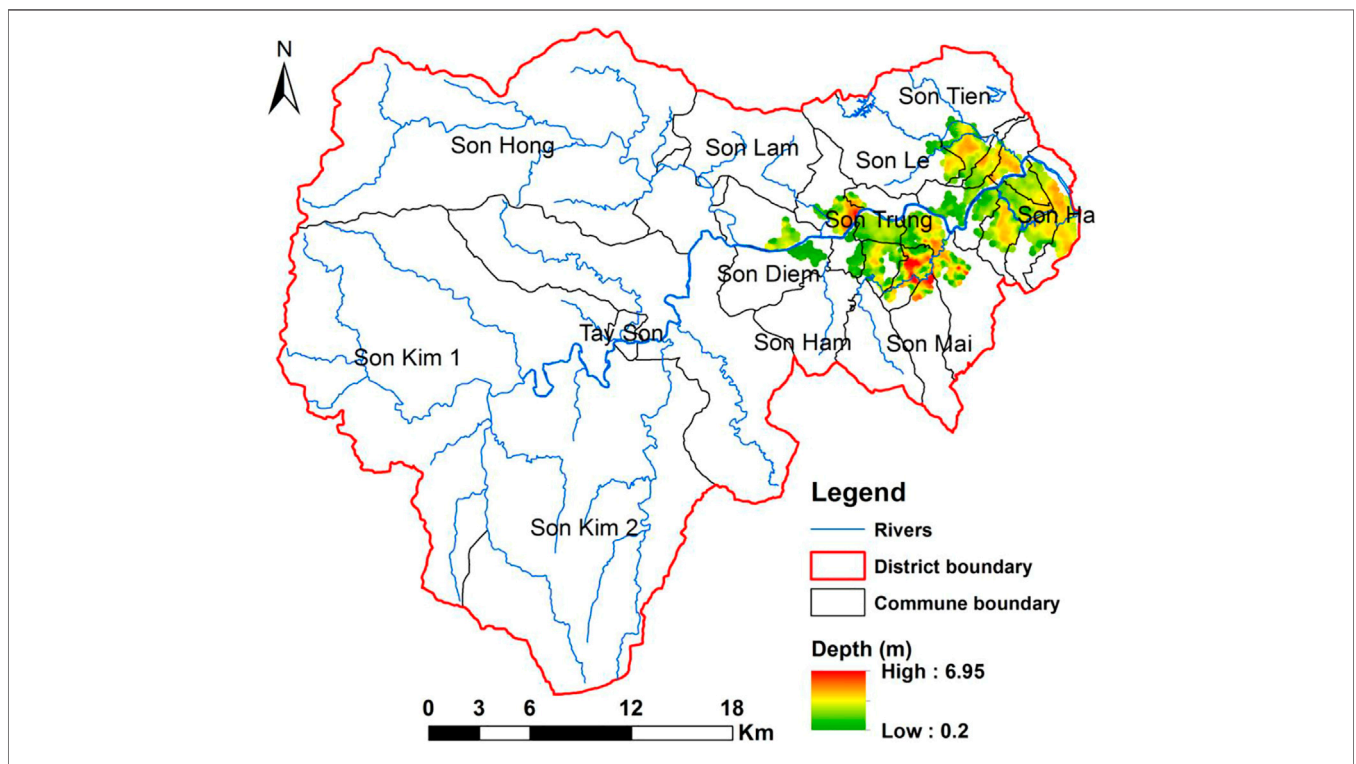 N
Son Tien
Son Hong
Son Lam
Son Le
Son Trung
Son Ha
Son Diem
Tay Son
Son Ham
Son Mai
Son Kim 1
Son Kim 2
Legend
Rivers
District boundary
Commune boundary
Depth (m)
High : 6.95
Low : 0.2
0 3 6 12 18
Km